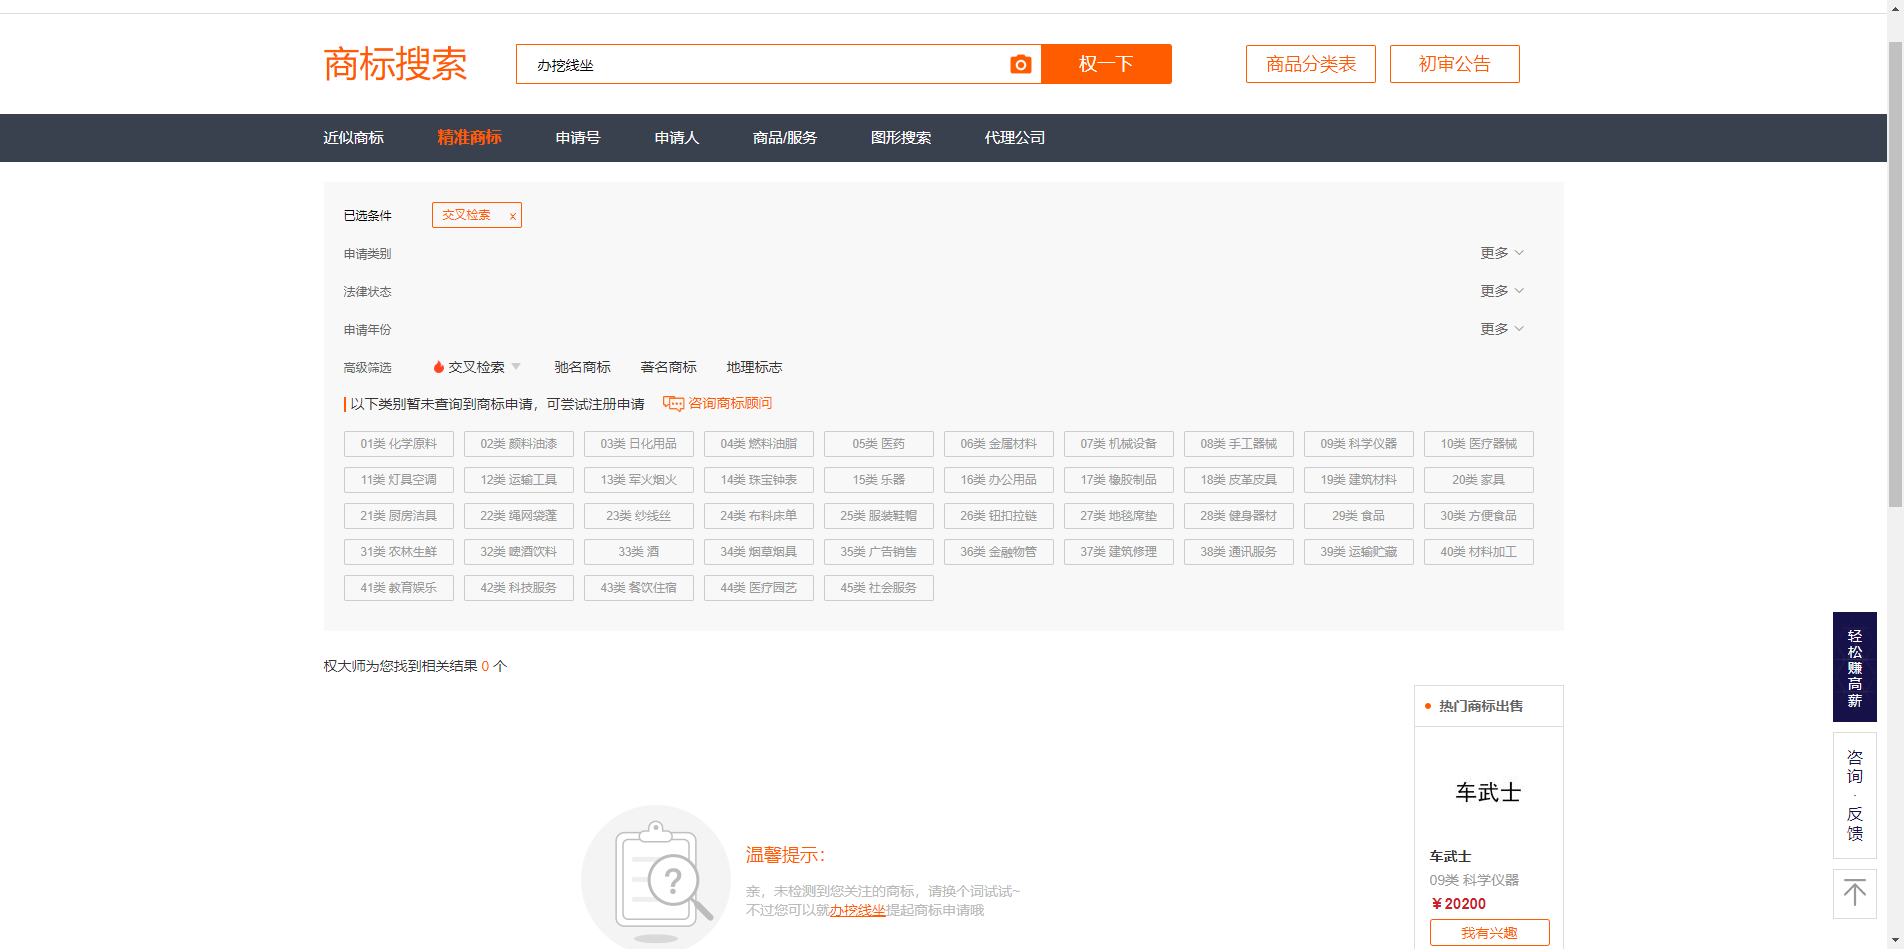 商标搜索
办挖线坐
权一下
商品分类表
初审公告
近似商标 精准商标 申请号 申请人 商品/服务 图形搜索 代理公司
已选条件 交叉检索 x
申请类别 更多
法律状态 更多
申请年份 更多
高级筛选 交叉检索 驰名商标 著名商标 地理标志
以下类别暂未查询到商标申请，可尝试注册申请 咨询商标顾问
01类 化学原料 02类 颜料油漆 03类 日化用品 04类 燃料油脂 05类 医药 06类 金属材料 07类 机械设备 08类 手工器械 09类 科学仪器 10类 医疗器械
11类 灯具空调 12类 运输工具 13类 军火烟火 14类 珠宝钟表 15类 乐器 16类 办公用品 17类 橡胶制品 18类 皮革皮具 19类 建筑材料 20类 家具
21类 厨房洁具 22类 绳网袋蓬 23类 纱线丝 24类 布料床单 25类 服装鞋帽 26类 钮扣拉链 27类 地毯席垫 28类 健身器材 29类 食品 30类 方便食品
31类 农林生鲜 32类 啤酒饮料 33类 酒 34类 烟草烟具 35类 广告销售 36类 金融物管 37类 建筑修理 38类 通讯服务 39类 运输贮藏 40类 材料加工
41类 教育娱乐 42类 科技服务 43类 餐饮住宿 44类 医疗园艺 45类 社会服务
权大师为您找到相关结果 0 个
热门商标出售
车武士
车武士
09类 科学仪器
￥20200
我有兴趣
温馨提示：
亲，未检测到您关注的商标，请换个词试试~
不过您可以就办挖线坐提起商标申请哦
轻松赚高薪
咨询·反馈